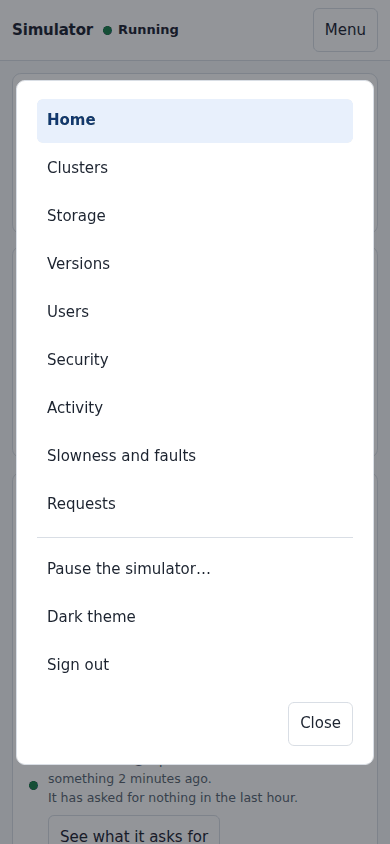 Simulator
Running
Menu
Home
Clusters
Storage
Versions
Users
Security
Activity
Slowness and faults
Requests
Pause the simulator…
Dark theme
Sign out
Close
something 2 minutes ago.
It has asked for nothing in the last hour.
See what it asks for